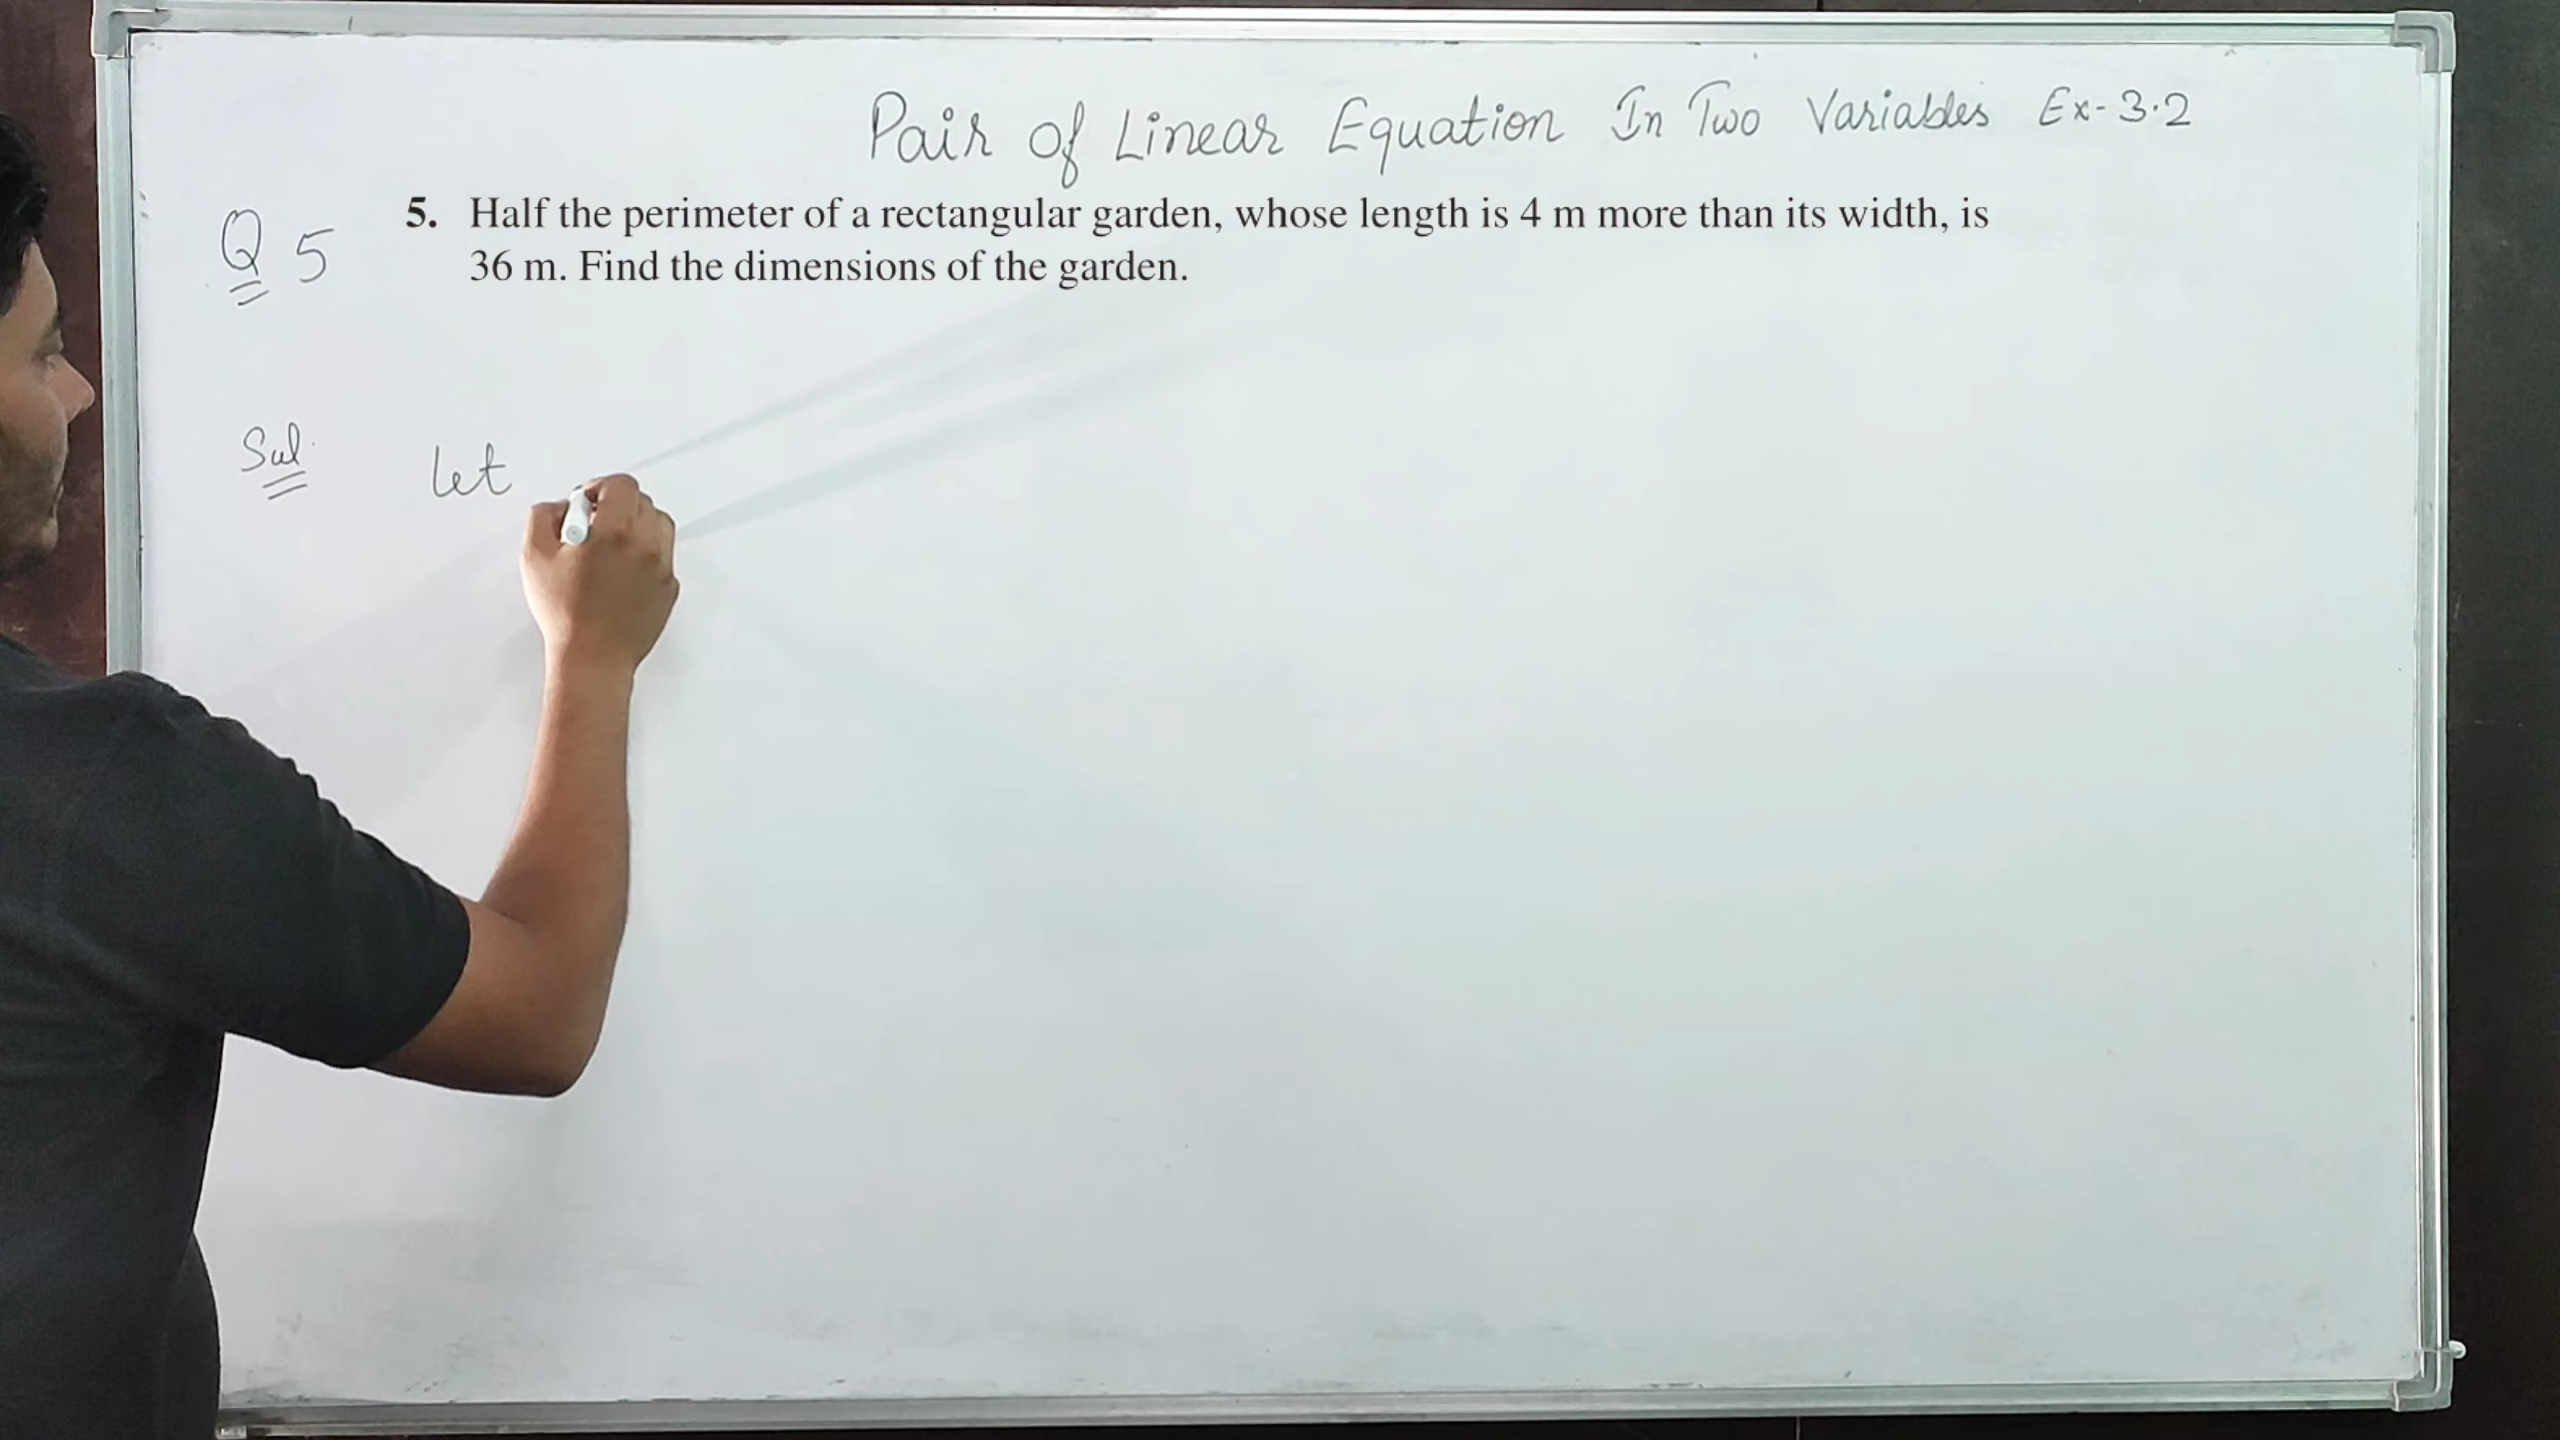 Pair of Linear Equation In Two Variables Ex-3.2
Q 5
5. Half the perimeter of a rectangular garden, whose length is 4 m more than its width, is
36 m. Find the dimensions of the garden.
Sol.
let